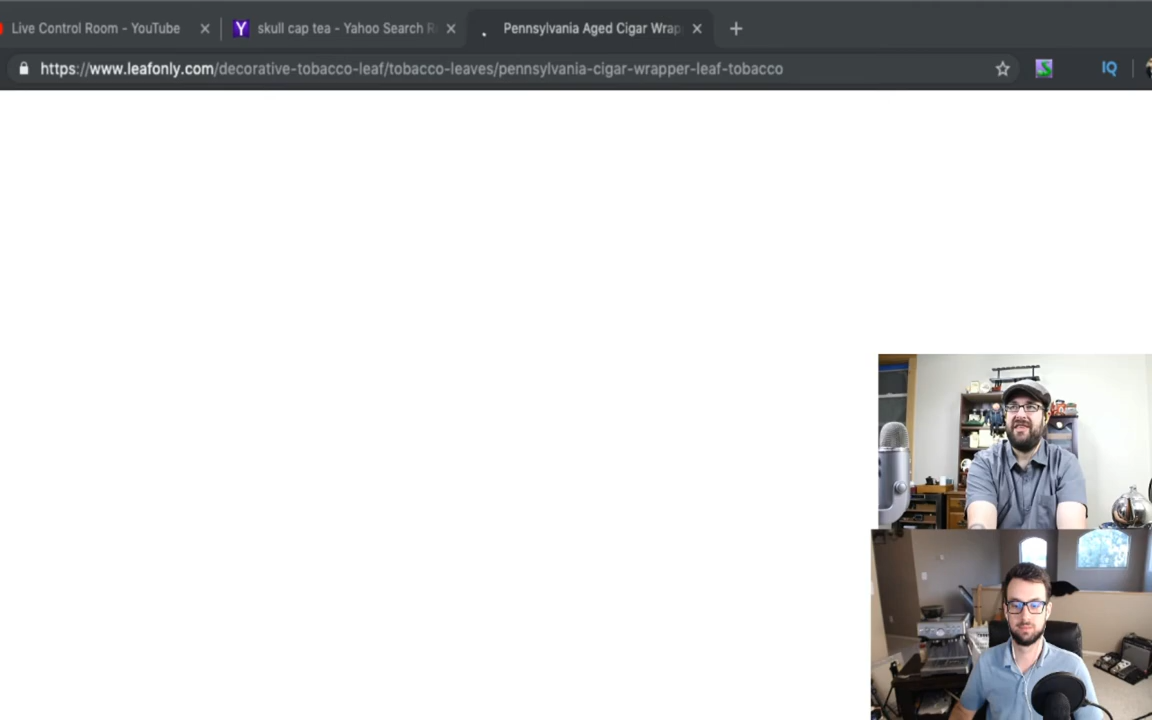 Live Control Room - YouTube
skull cap tea - Yahoo Search R
Pennsylvania Aged Cigar Wrap
https://www.leafonly.com/decorative-tobacco-leaf/tobacco-leaves/pennsylvania-cigar-wrapper-leaf-tobacco
IQ